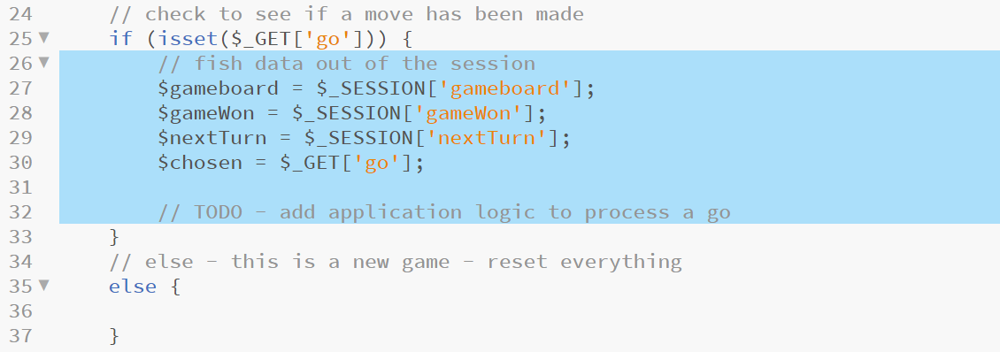 24 // check to see if a move has been made
25 if (isset($_GET['go'])) {
26 // fish data out of the session
27 $gameboard = $_SESSION['gameboard'];
28 $gameWon = $_SESSION['gameWon'];
29 $nextTurn = $_SESSION['nextTurn'];
30 $chosen = $_GET['go'];
31
32 // TODO - add application logic to process a go
33 }
34 // else - this is a new game - reset everything
35 else {
36
37 }